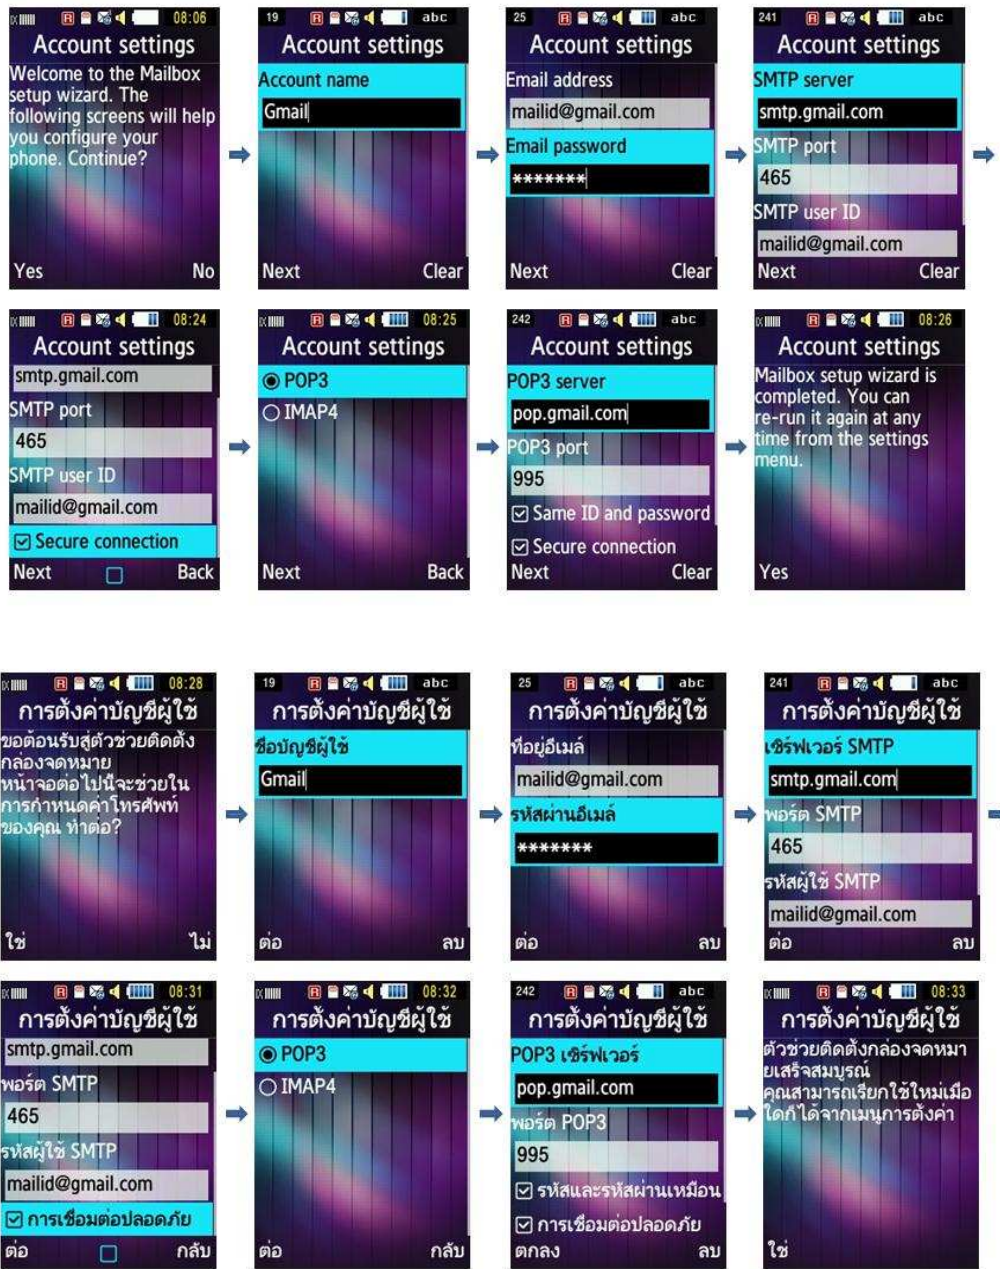 08:06
Account settings
Welcome to the Mailbox
setup wizard. The
following screens will help
you configure your
phone. Continue?
Yes No
19 abc
Account settings
Account name
Gmail
Next Clear
25 abc
Account settings
Email address
mailid@gmail.com
Email password
*******
Next Clear
241 abc
Account settings
SMTP server
smtp.gmail.com
SMTP port
465
SMTP user ID
mailid@gmail.com
Next Clear
08:24
Account settings
smtp.gmail.com
SMTP port
465
SMTP user ID
mailid@gmail.com
Secure connection
Next Back
08:25
Account settings
POP3
IMAP4
Next Back
242 abc
Account settings
POP3 server
pop.gmail.com
POP3 port
995
Same ID and password
Secure connection
Next Clear
08:26
Account settings
Mailbox setup wizard is
completed. You can
re-run it again at any
time from the settings
menu.
Yes
08:28
การตั้งค่าบัญชีผู้ใช้
ขอต้อนรับสู่ตัวช่วยติดตั้ง
กล่องจดหมาย
หน้าจอต่อไปนี้จะช่วยใน
การกำหนดค่าโทรศัพท์
ของคุณ ทำต่อ?
ใช่ ไม่
19 abc
การตั้งค่าบัญชีผู้ใช้
ชื่อบัญชีผู้ใช้
Gmail
ต่อ ลบ
25 abc
การตั้งค่าบัญชีผู้ใช้
ที่อยู่อีเมล์
mailid@gmail.com
รหัสผ่านอีเมล์
*******
ต่อ ลบ
241 abc
การตั้งค่าบัญชีผู้ใช้
เซิร์ฟเวอร์ SMTP
smtp.gmail.com
พอร์ต SMTP
465
รหัสผู้ใช้ SMTP
mailid@gmail.com
ต่อ ลบ
08:31
การตั้งค่าบัญชีผู้ใช้
smtp.gmail.com
พอร์ต SMTP
465
รหัสผู้ใช้ SMTP
mailid@gmail.com
การเชื่อมต่อปลอดภัย
ต่อ กลับ
08:32
การตั้งค่าบัญชีผู้ใช้
POP3
IMAP4
ต่อ กลับ
242 abc
การตั้งค่าบัญชีผู้ใช้
POP3 เซิร์ฟเวอร์
pop.gmail.com
พอร์ต POP3
995
รหัสและรหัสผ่านเหมือน
การเชื่อมต่อปลอดภัย
ตกลง ลบ
08:33
การตั้งค่าบัญชีผู้ใช้
ตัวช่วยติดตั้งกล่องจดหมา
ยเสร็จสมบูรณ์
คุณสามารถเรียกใช้ใหม่เมื่อ
ใดก็ได้จากเมนูการตั้งค่า
ใช่